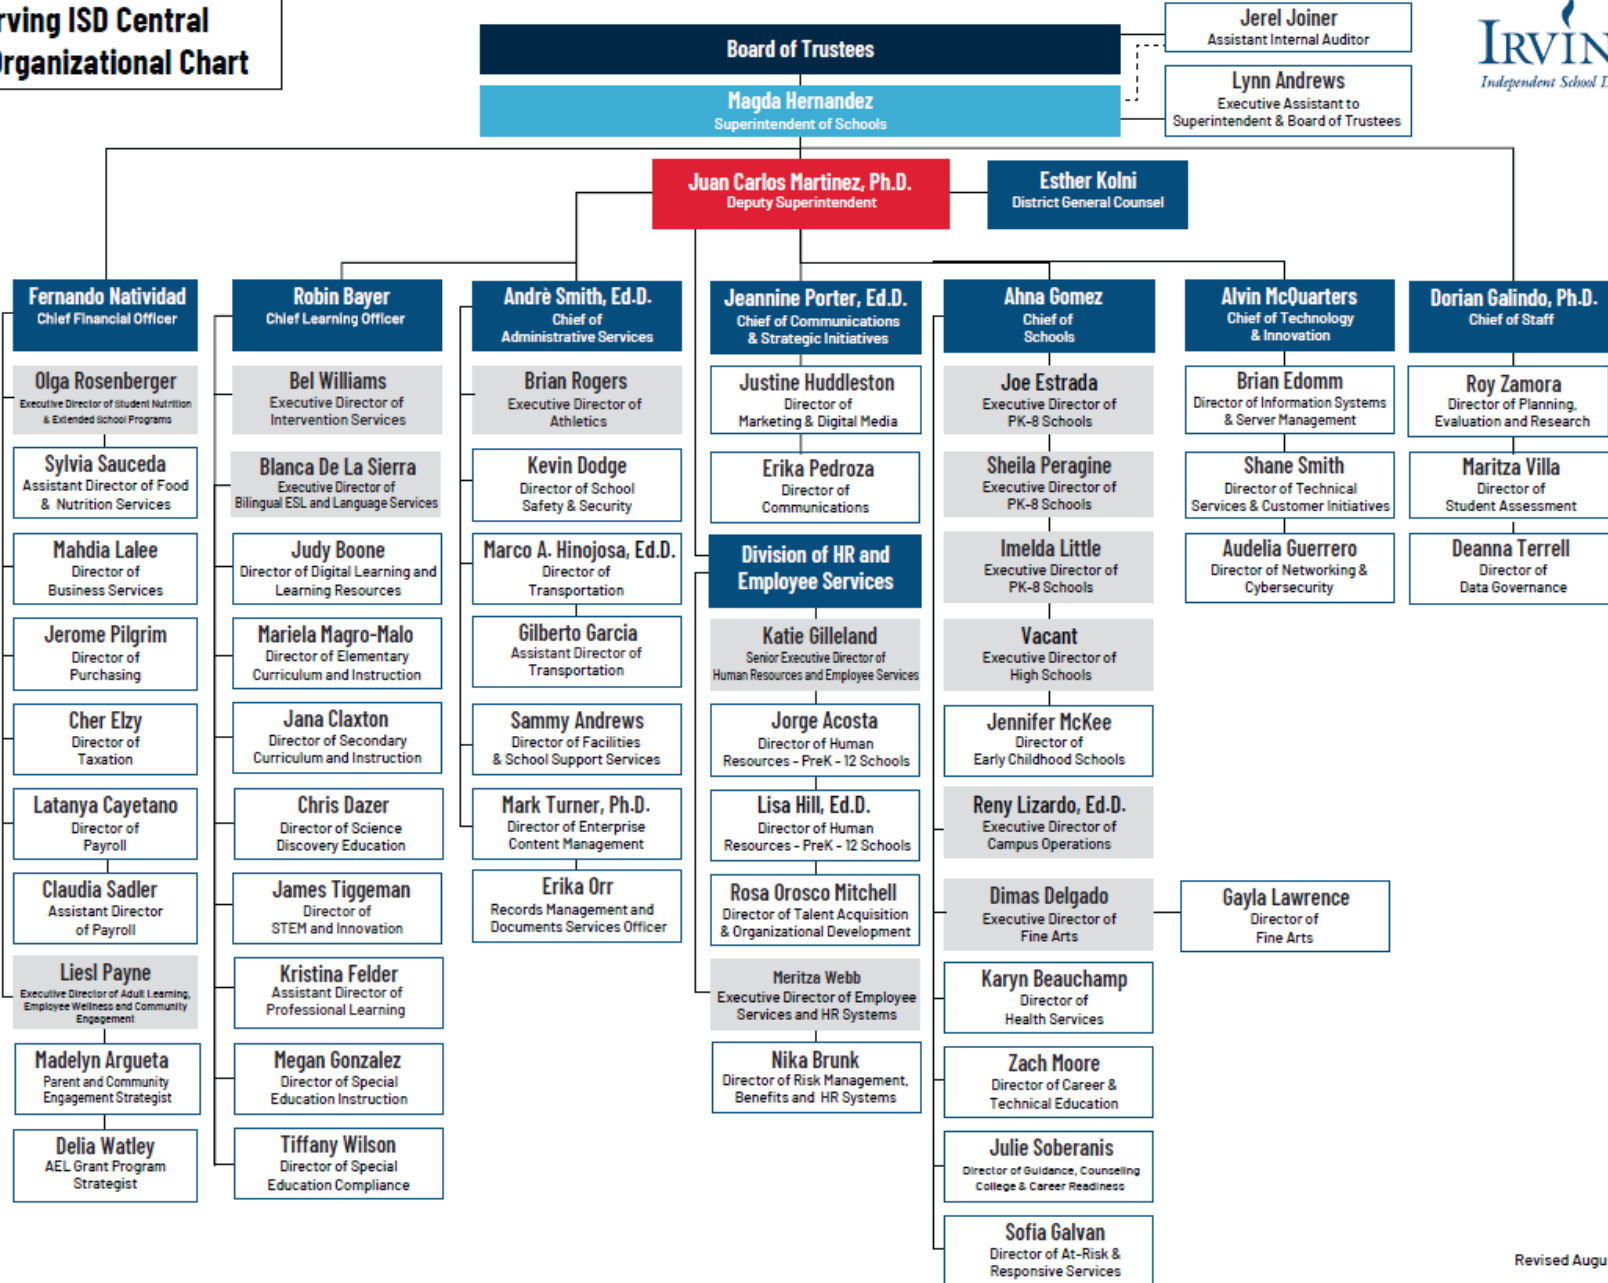 Irving ISD Central
Organizational Chart
Board of Trustees
Magda Hernandez
Superintendent of Schools
Jerel Joiner
Assistant Internal Auditor
Lynn Andrews
Executive Assistant to
Superintendent & Board of Trustees
IRVIN
Independent School D
Juan Carlos Martinez, Ph.D.
Deputy Superintendent
Esther Kolni
District General Counsel
Fernando Natividad
Chief Financial Officer
Olga Rosenberger
Executive Director of Student Nutrition
& Extended School Programs
Sylvia Sauceda
Assistant Director of Food
& Nutrition Services
Mahdia Lalee
Director of
Business Services
Jerome Pilgrim
Director of
Purchasing
Cher Elzy
Director of
Taxation
Latanya Cayetano
Director of
Payroll
Claudia Sadler
Assistant Director
of Payroll
Liesl Payne
Executive Director of Adult Learning,
Employee Wellness and Community
Engagement
Madelyn Argueta
Parent and Community
Engagement Strategist
Delia Watley
AEL Grant Program
Strategist
Robin Bayer
Chief Learning Officer
Bel Williams
Executive Director of
Intervention Services
Blanca De La Sierra
Executive Director of
Bilingual ESL and Language Services
Judy Boone
Director of Digital Learning and
Learning Resources
Mariela Magro-Malo
Director of Elementary
Curriculum and Instruction
Jana Claxton
Director of Secondary
Curriculum and Instruction
Chris Dazer
Director of Science
Discovery Education
James Tiggeman
Director of
STEM and Innovation
Kristina Felder
Assistant Director of
Professional Learning
Megan Gonzalez
Director of Special
Education Instruction
Tiffany Wilson
Director of Special
Education Compliance
Andrè Smith, Ed.D.
Chief of
Administrative Services
Brian Rogers
Executive Director of
Athletics
Kevin Dodge
Director of School
Safety & Security
Marco A. Hinojosa, Ed.D.
Director of
Transportation
Gilberto Garcia
Assistant Director of
Transportation
Sammy Andrews
Director of Facilities
& School Support Services
Mark Turner, Ph.D.
Director of Enterprise
Content Management
Erika Orr
Records Management and
Documents Services Officer
Jeannine Porter, Ed.D.
Chief of Communications
& Strategic Initiatives
Justine Huddleston
Director of
Marketing & Digital Media
Erika Pedroza
Director of
Communications
Division of HR and
Employee Services
Katie Gilleland
Senior Executive Director of
Human Resources and Employee Services
Jorge Acosta
Director of Human
Resources - PreK - 12 Schools
Lisa Hill, Ed.D.
Director of Human
Resources - PreK - 12 Schools
Rosa Orosco Mitchell
Director of Talent Acquisition
& Organizational Development
Meritza Webb
Executive Director of Employee
Services and HR Systems
Nika Brunk
Director of Risk Management,
Benefits and HR Systems
Ahna Gomez
Chief of
Schools
Joe Estrada
Executive Director of
PK-8 Schools
Sheila Peragine
Executive Director of
PK-8 Schools
Imelda Little
Executive Director of
PK-8 Schools
Vacant
Executive Director of
High Schools
Jennifer McKee
Director of
Early Childhood Schools
Reny Lizardo, Ed.D.
Executive Director of
Campus Operations
Dimas Delgado
Executive Director of
Fine Arts
Gayla Lawrence
Director of
Fine Arts
Karyn Beauchamp
Director of
Health Services
Zach Moore
Director of Career &
Technical Education
Julie Soberanis
Director of Guidance, Counseling
College & Career Readiness
Sofia Galvan
Director of At-Risk &
Responsive Services
Alvin McQuarters
Chief of Technology
& Innovation
Brian Edomm
Director of Information Systems
& Server Management
Shane Smith
Director of Technical
Services & Customer Initiatives
Audelia Guerrero
Director of Networking &
Cybersecurity
Dorian Galindo, Ph.D.
Chief of Staff
Roy Zamora
Director of Planning,
Evaluation and Research
Maritza Villa
Director of
Student Assessment
Deanna Terrell
Director of
Data Governance
Revised Augu